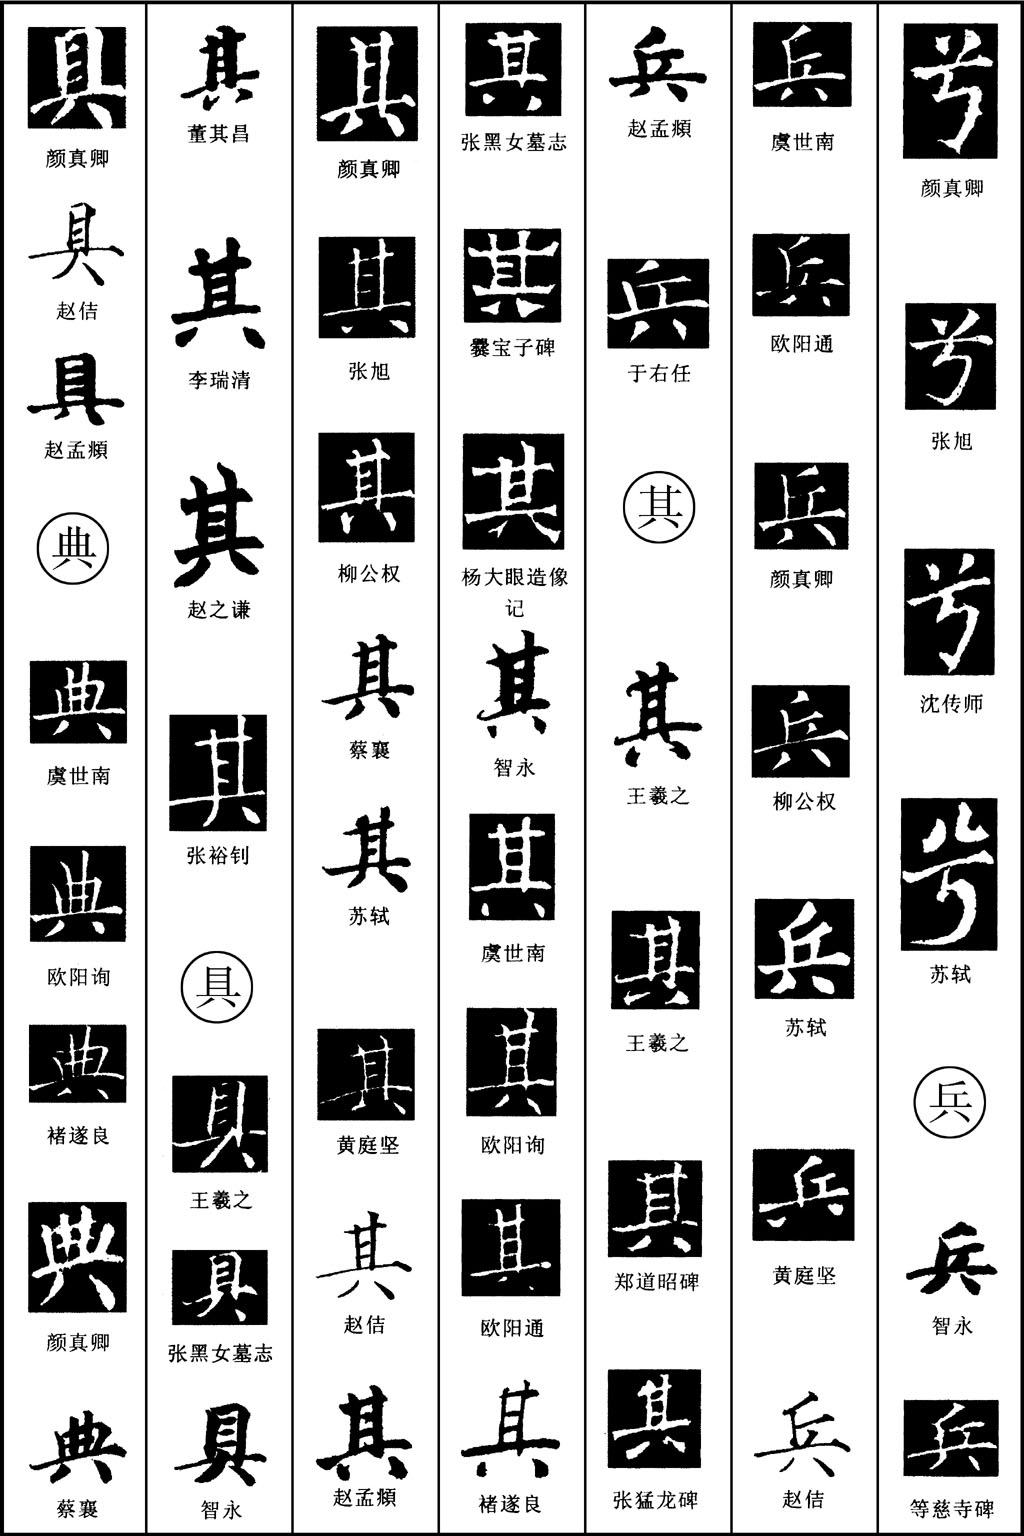 兮
颜真卿
兮
张旭
兮
沈传师
兮
苏轼
兵
兵
智永
兵
等慈寺碑
兵
虞世南
兵
欧阳通
兵
颜真卿
兵
柳公权
兵
苏轼
兵
黄庭坚
兵
赵佶
兵
赵孟頫
兵
于右任
其
其
王羲之
其
王羲之
其
郑道昭碑
其
张猛龙碑
其
张黑女墓志
其
爨宝子碑
其
杨大眼造像
记
其
智永
其
虞世南
其
欧阳询
其
欧阳通
其
褚遂良
其
颜真卿
其
张旭
其
柳公权
其
蔡襄
其
苏轼
其
黄庭坚
其
赵佶
其
赵孟頫
其
董其昌
其
李瑞清
其
赵之谦
其
张裕钊
具
具
王羲之
具
张黑女墓志
具
智永
具
颜真卿
具
赵佶
具
赵孟頫
典
典
虞世南
典
欧阳询
典
褚遂良
典
颜真卿
典
蔡襄